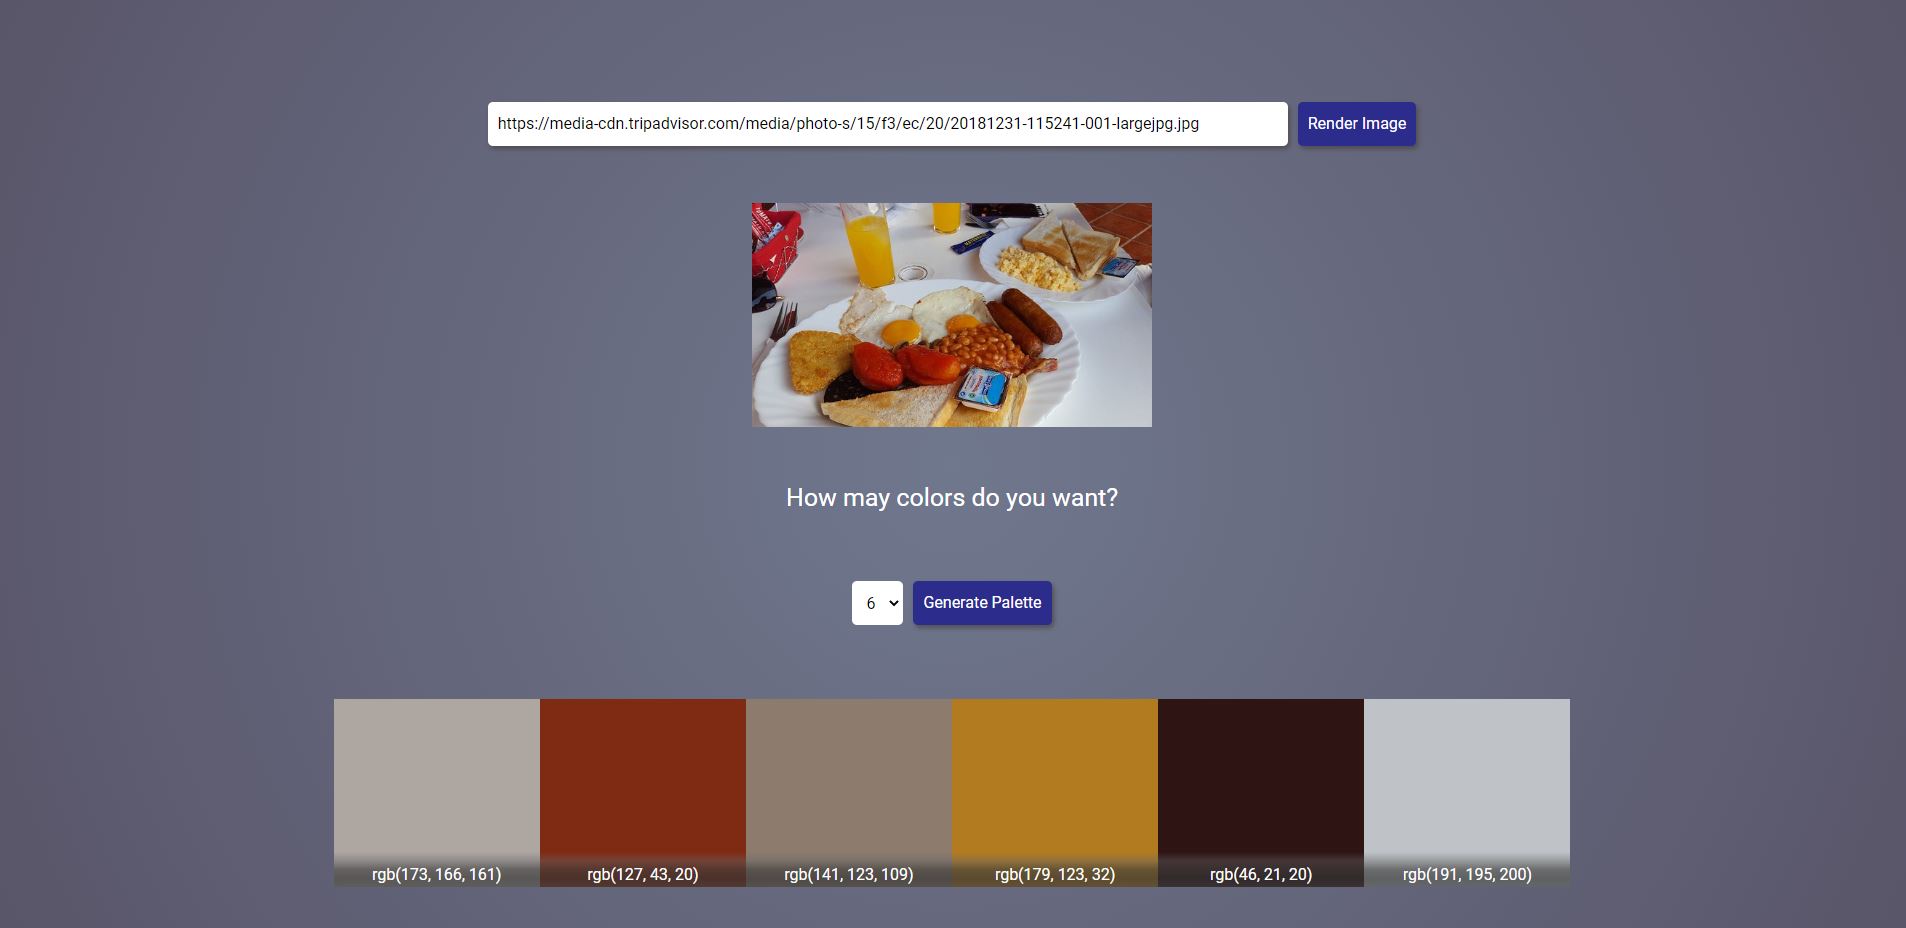 https://media-cdn.tripadvisor.com/media/photo-s/15/f3/ec/20/20181231-115241-001-largejpg.jpg
Render Image
How may colors do you want?
6
Generate Palette
rgb(173, 166, 161)
rgb(127, 43, 20)
rgb(141, 123, 109)
rgb(179, 123, 32)
rgb(46, 21, 20)
rgb(191, 195, 200)